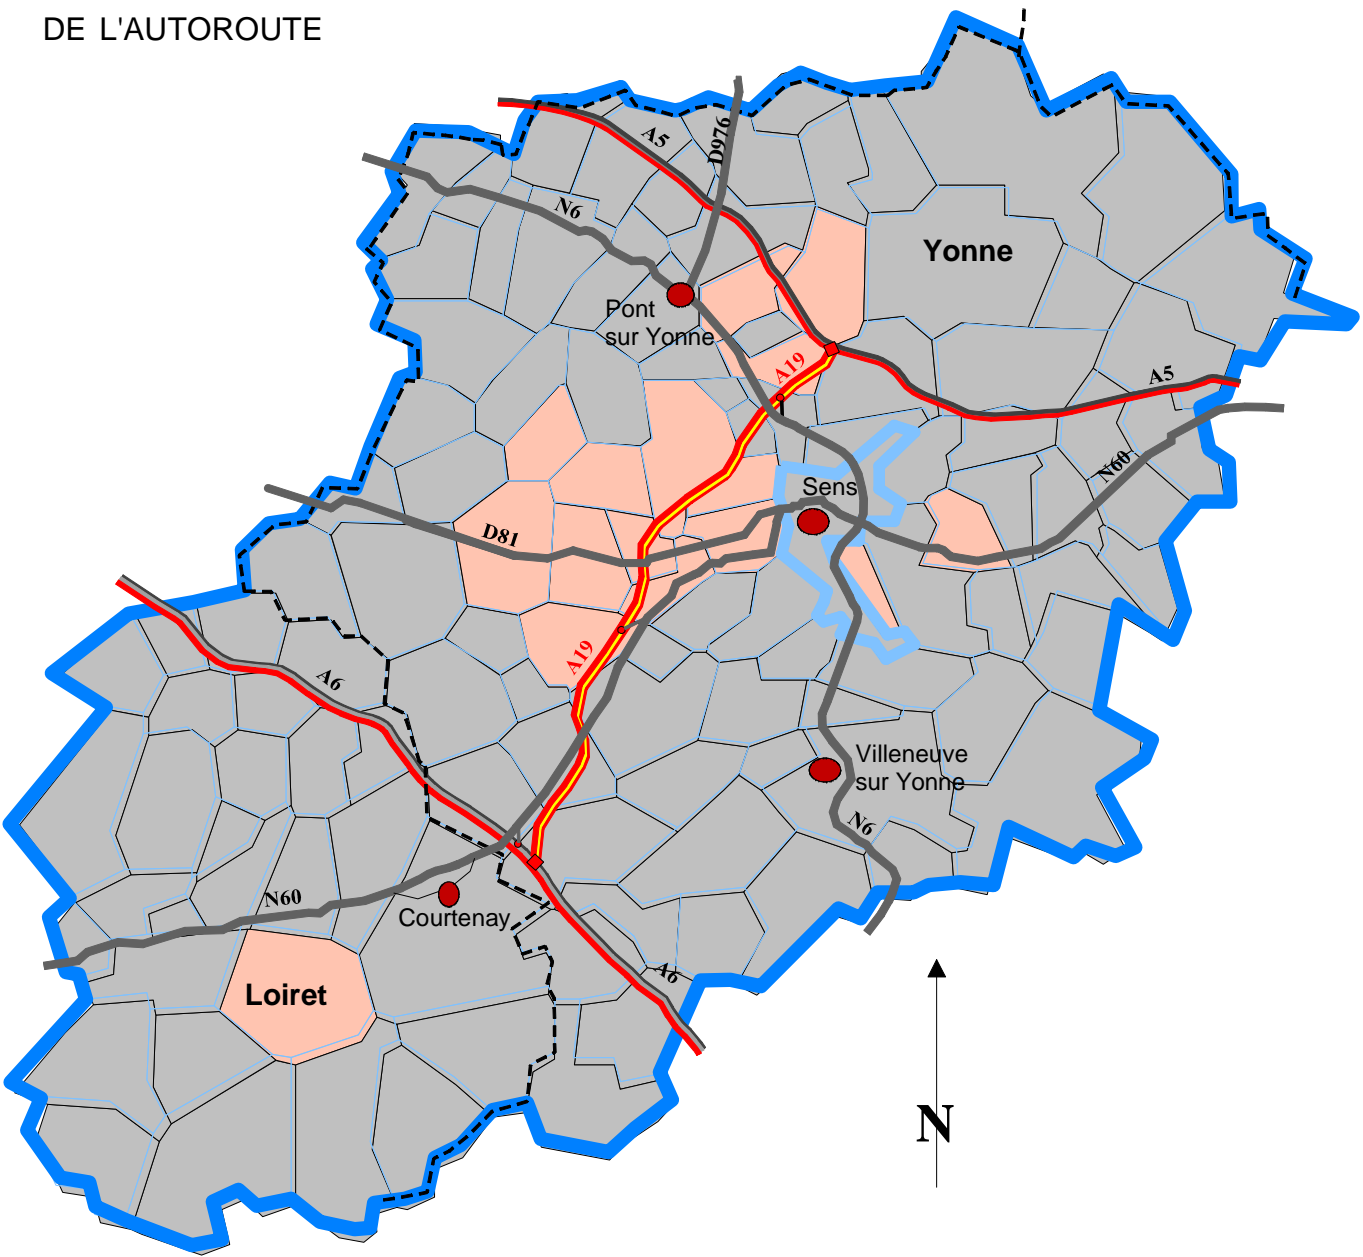 DE L'AUTOROUTE
A5
D976
N6
Yonne
Pont
sur Yonne
A19
A5
N60
Sens
D81
A19
A6
Villeneuve
sur Yonne
N6
N60
Courtenay
A6
Loiret
N